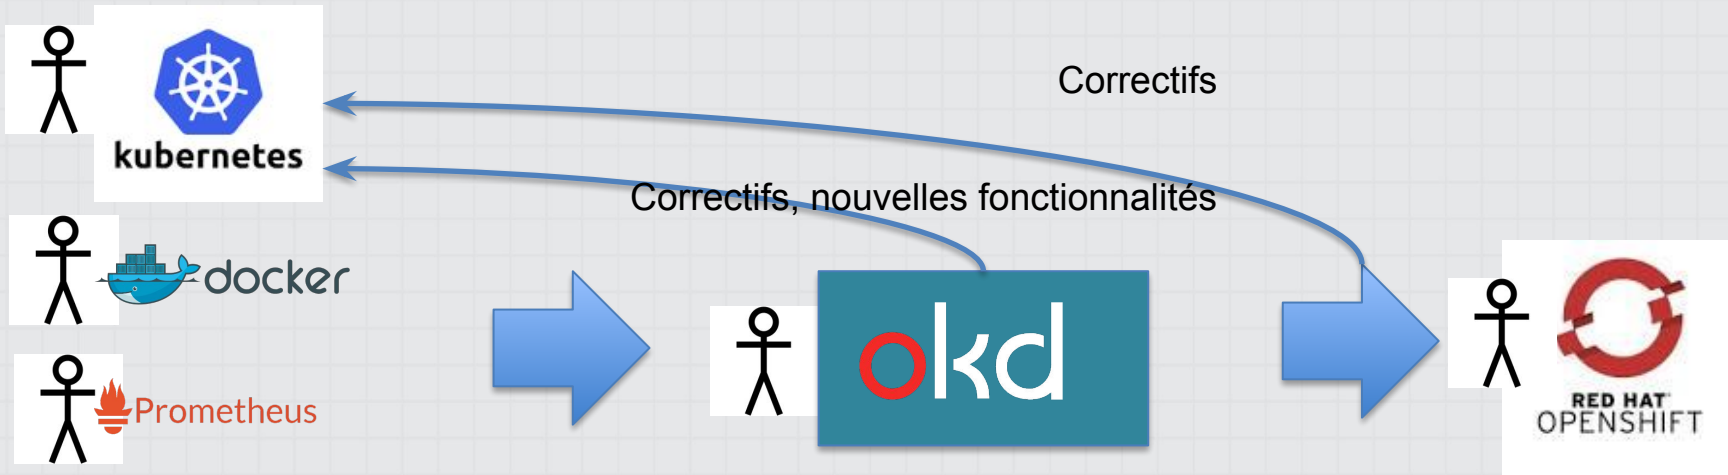 kubernetes
Correctifs
Correctifs, nouvelles fonctionnalités
docker
Prometheus
okd
RED HAT
OPENSHIFT